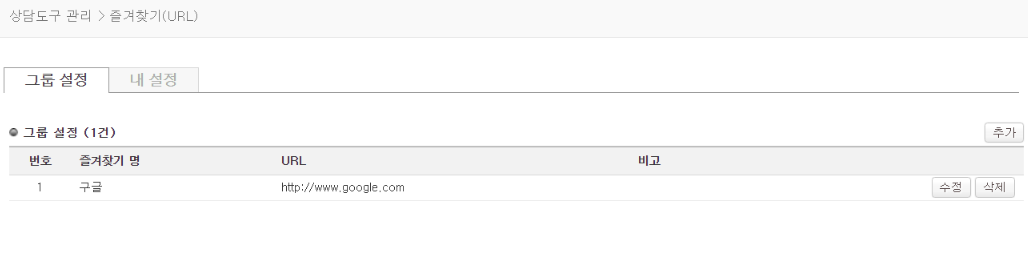 상담도구 관리 > 즐겨찾기(URL)
그룹 설정 내 설정
그룹 설정 (1건) 추가
번호 즐겨찾기 명 URL 비고
1 구글 http://www.google.com 수정 삭제